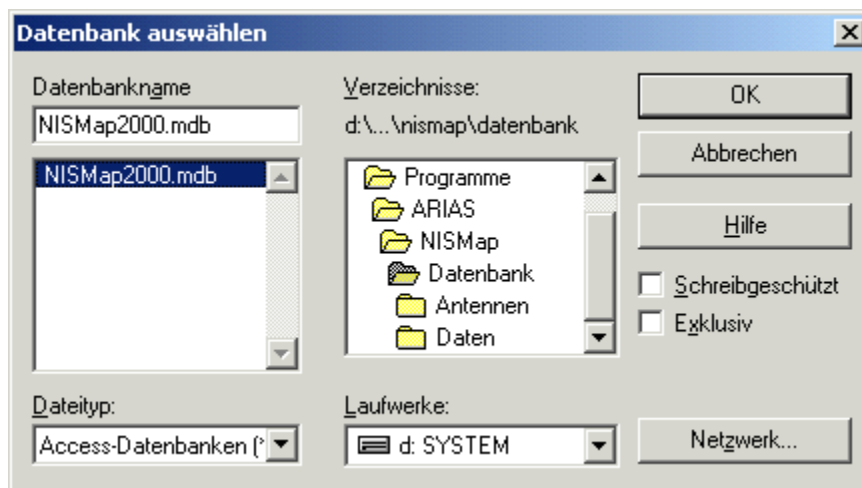 Datenbank auswählen
Datenbankname
NISMap2000.mdb
NISMap2000.mdb
Dateityp:
Access-Datenbanken (*
Verzeichnisse:
d:\...\nismap\datenbank
Programme
ARIAS
NISMap
Datenbank
Antennen
Daten
Laufwerke:
d: SYSTEM
OK
Abbrechen
Hilfe
Schreibgeschützt
Exklusiv
Netzwerk...